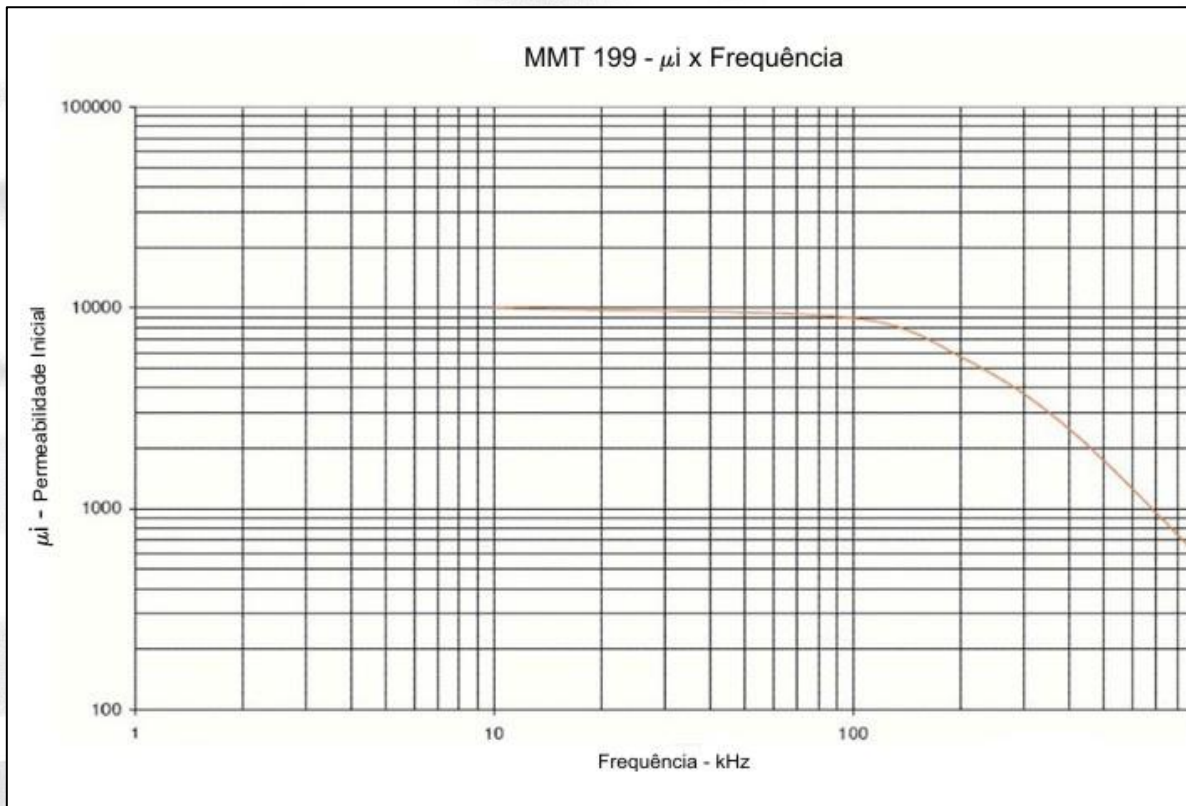 MMT 199 - µi x Frequência
100000
10000
1000
100
µi - Permeabilidade Inicial
1
10
100
Frequência - kHz